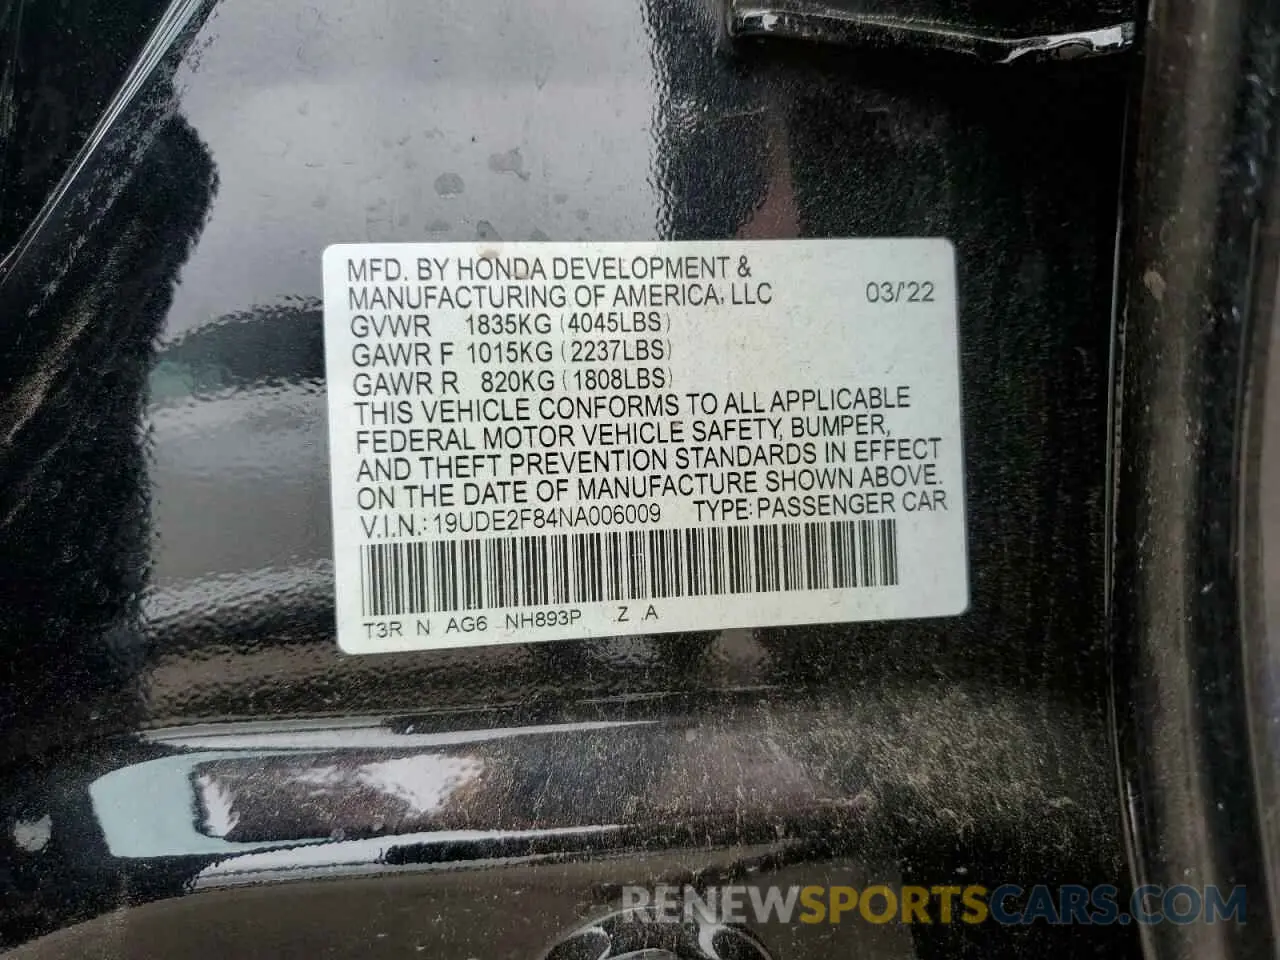 MFD. BY HONDA DEVELOPMENT &
MANUFACTURING OF AMERICA, LLC 03/'22
GVWR 1835KG (4045LBS)
GAWR F 1015KG (2237LBS)
GAWR R 820KG (1808LBS)
THIS VEHICLE CONFORMS TO ALL APPLICABLE
FEDERAL MOTOR VEHICLE SAFETY, BUMPER,
AND THEFT PREVENTION STANDARDS IN EFFECT
ON THE DATE OF MANUFACTURE SHOWN ABOVE.
V.I.N.: 19UDE2F84NA006009 TYPE: PASSENGER CAR
T3R N AG6 NH893P .Z .A
RENEWSPORTSCARS.COM